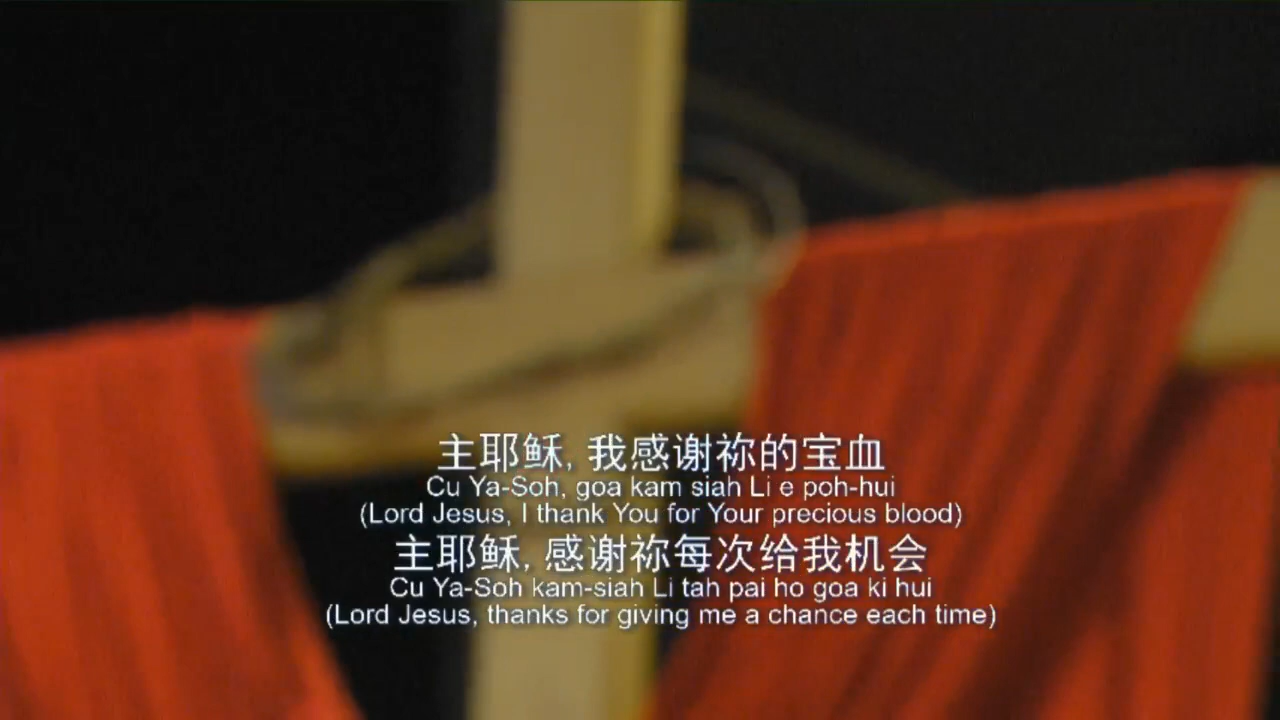 主耶稣, 我感谢祢的宝血
Cu Ya-Soh, goa kam siah Li e poh-hui
(Lord Jesus, I thank You for Your precious blood)
主耶稣, 感谢祢每次给我机会
Cu Ya-Soh kam-siah Li tah pai ho goa ki hui
(Lord Jesus, thanks for giving me a chance each time)